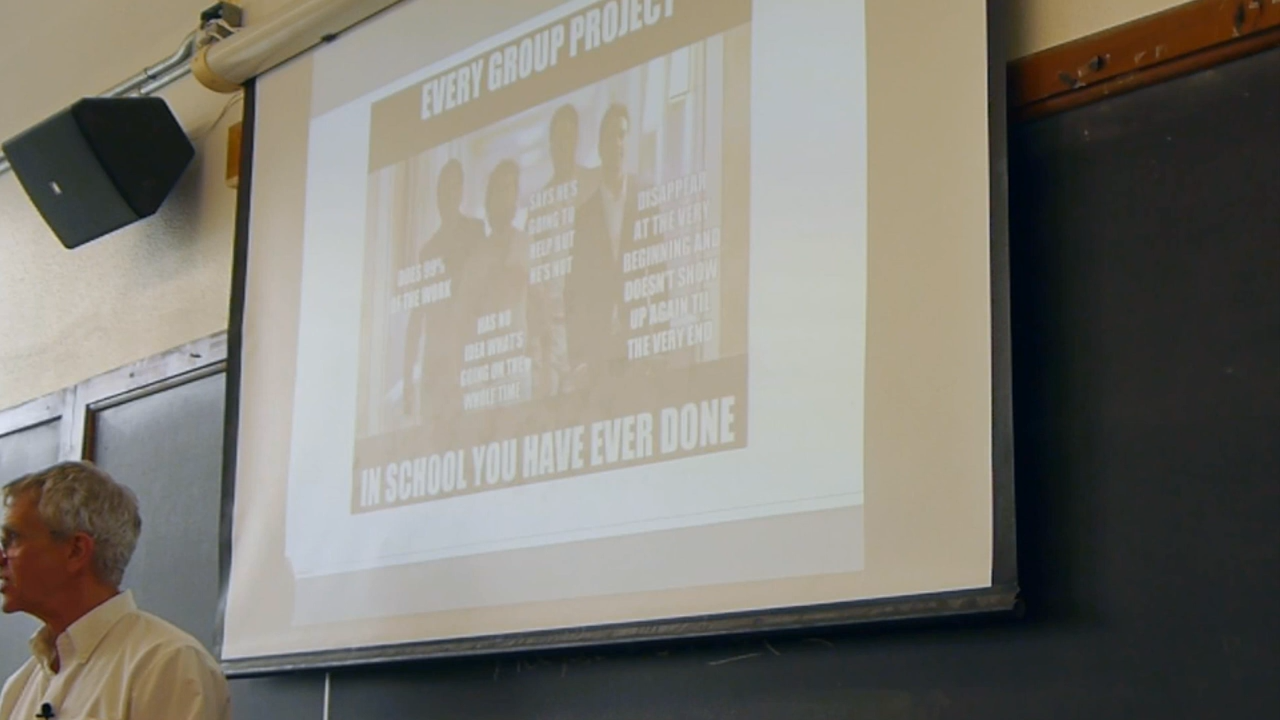 EVERY GROUP PROJECT
DOES 99%
OF THE WORK
HAS NO
IDEA WHAT'S
GOING ON THE
WHOLE TIME
SAYS HE'S
GOING TO
HELP BUT
HE'S NOT
DISAPPEAR
AT THE VERY
BEGINNING AND
DOESN'T SHOW
UP AGAIN TIL
THE VERY END
IN SCHOOL YOU HAVE EVER DONE